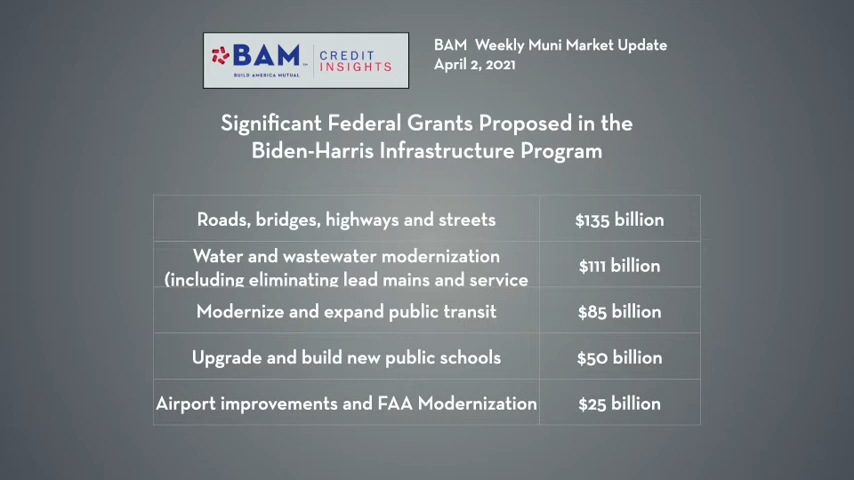 BAM
BUILD AMERICA MUTUAL
CREDIT
INSIGHTS
BAM Weekly Muni Market Update
April 2, 2021
Significant Federal Grants Proposed in the
Biden-Harris Infrastructure Program
Roads, bridges, highways and streets $135 billion
Water and wastewater modernization
(including eliminating lead mains and service $111 billion
Modernize and expand public transit $85 billion
Upgrade and build new public schools $50 billion
Airport improvements and FAA Modernization $25 billion